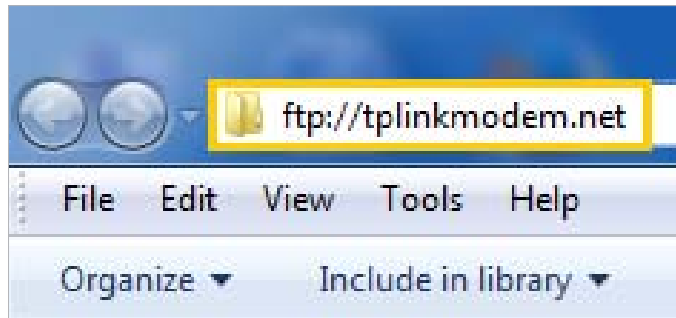 ftp://tplinkmodem.net
File Edit View Tools Help
Organize Include in library